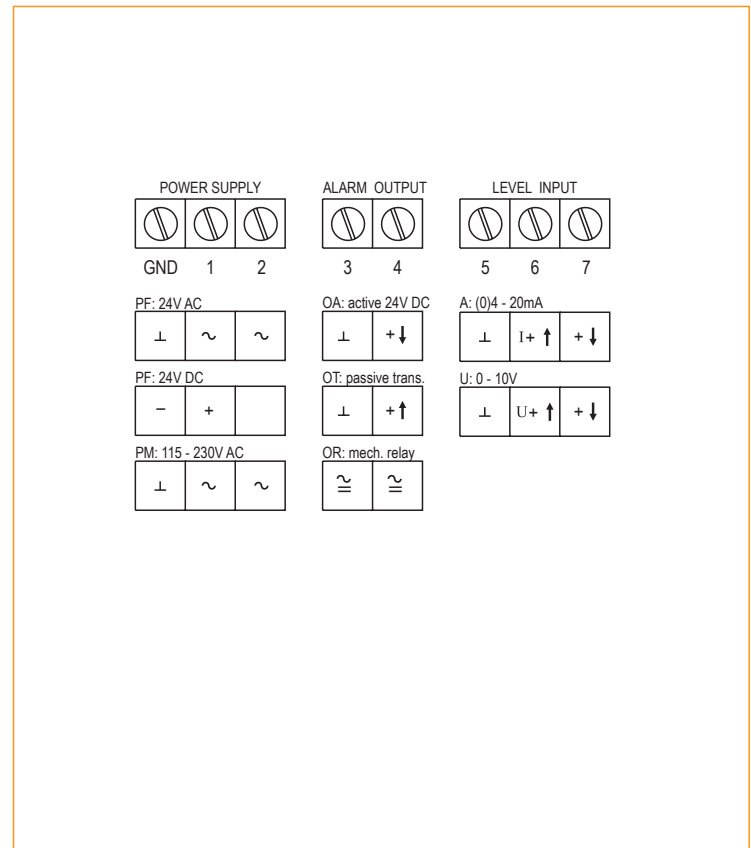 POWER SUPPLY ALARM OUTPUT LEVEL INPUT
GND 1 2 3 4 5 6 7
PF: 24V AC OA: active 24V DC A: (0)4 - 20mA
⊥ ~ ~ ⊥ +↓ ⊥ I+ ↑ +↓
PF: 24V DC OT: passive trans. U: 0 - 10V
− + ⊥ +↑ ⊥ U+ ↑ +↓
PM: 115 - 230V AC OR: mech. relay
⊥ ~ ~ ≅ ≅